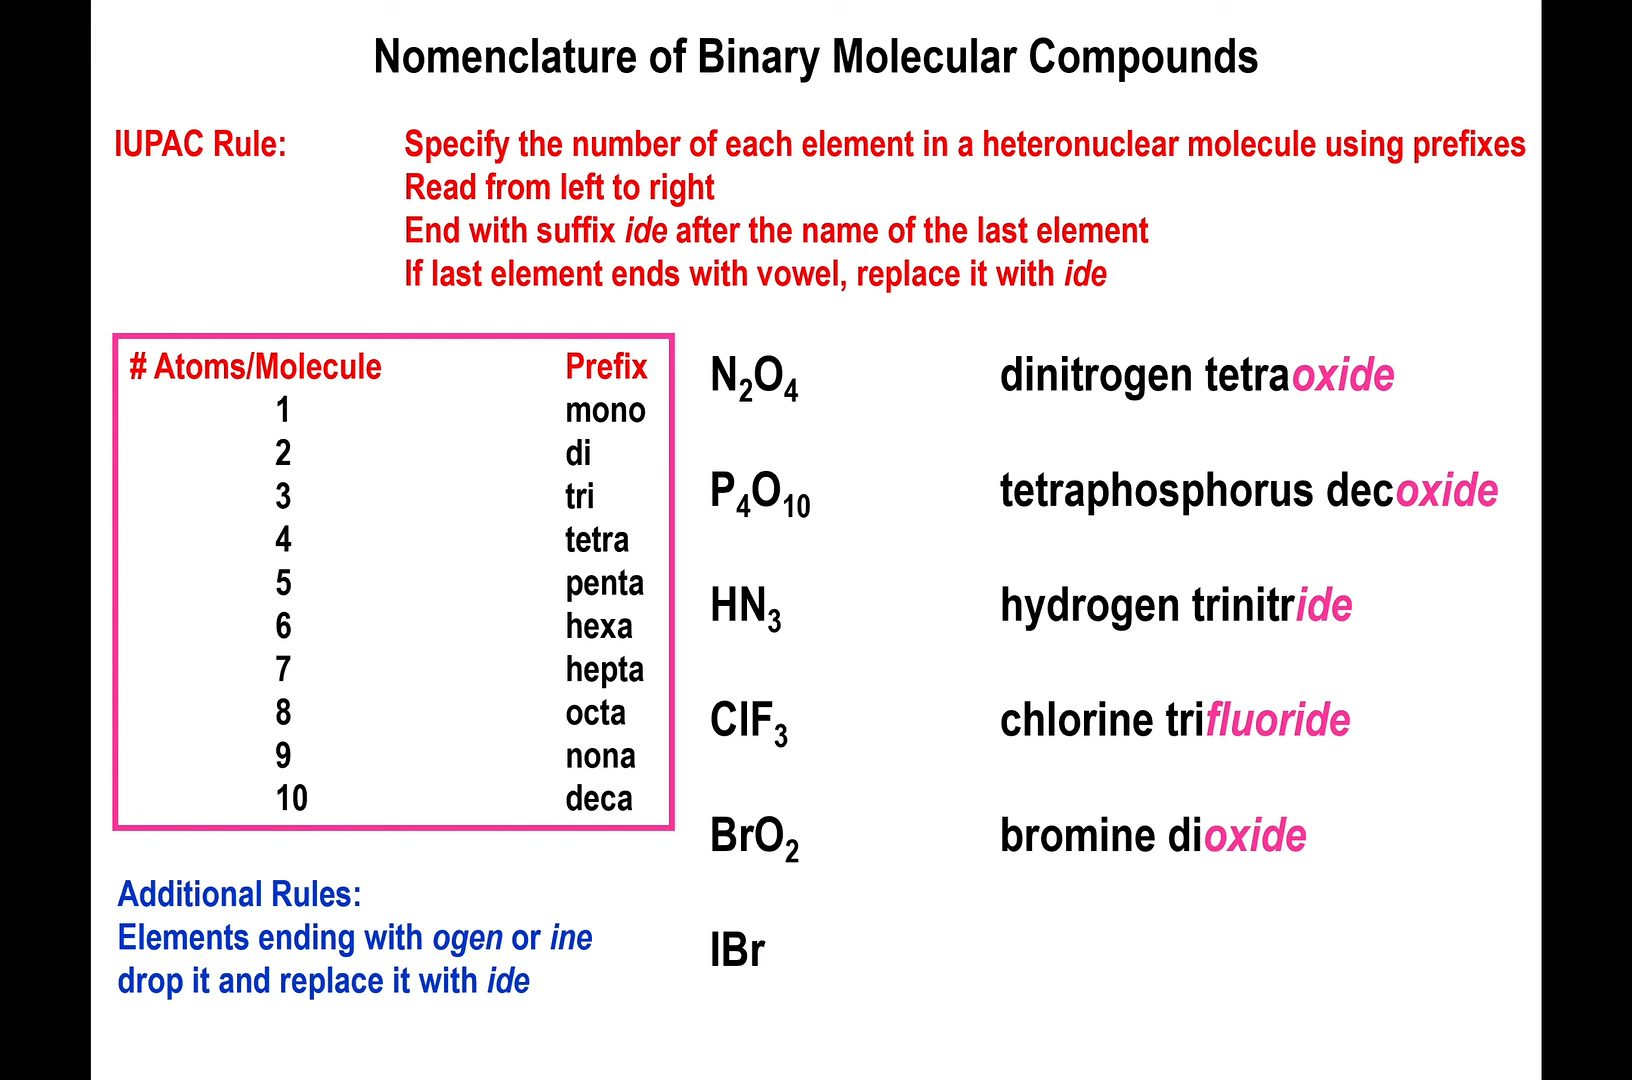 Nomenclature of Binary Molecular Compounds
IUPAC Rule: Specify the number of each element in a heteronuclear molecule using prefixes
Read from left to right
End with suffix ide after the name of the last element
If last element ends with vowel, replace it with ide
# Atoms/Molecule Prefix
1 mono
2 di
3 tri
4 tetra
5 penta
6 hexa
7 hepta
8 octa
9 nona
10 deca
Additional Rules:
Elements ending with ogen or ine
drop it and replace it with ide
N₂O₄ dinitrogen tetraoxide
P₄O₁₀ tetraphosphorus decoxide
HN₃ hydrogen trinitride
ClF₃ chlorine trifluoride
BrO₂ bromine dioxide
IBr